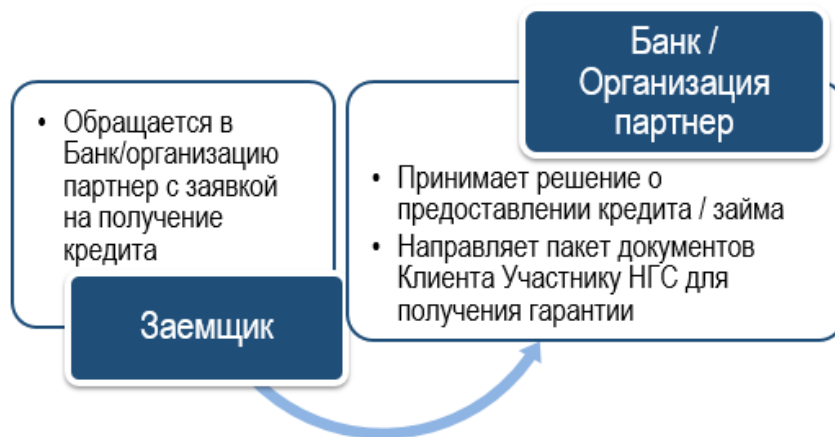 • Обращается в
Банк/организацию
партнер с заявкой
на получение
кредита
Заемщик
Банк /
Организация
партнер
• Принимает решение о
предоставлении кредита / займа
• Направляет пакет документов
Клиента Участнику НГС для
получения гарантии